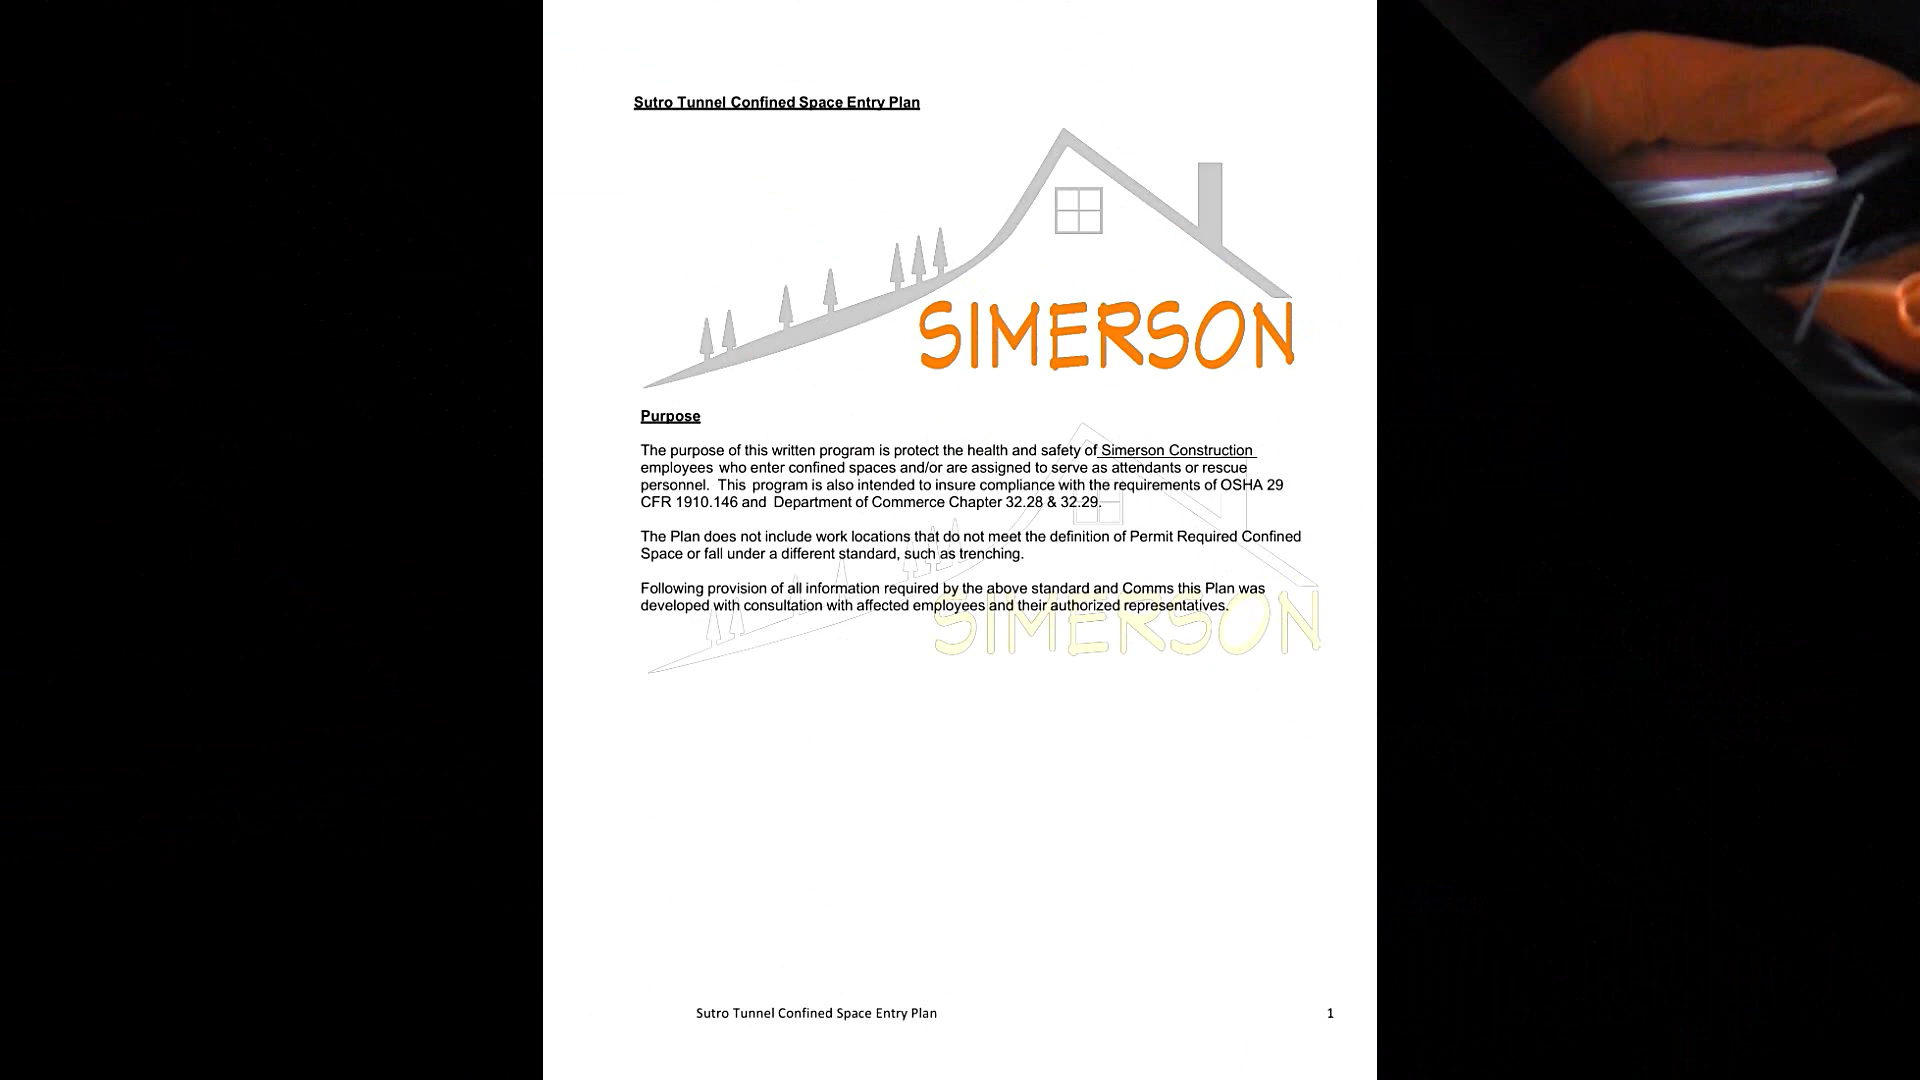 Sutro Tunnel Confined Space Entry Plan
SIMERSON
Purpose
The purpose of this written program is protect the health and safety of Simerson Construction
employees who enter confined spaces and/or are assigned to serve as attendants or rescue
personnel. This program is also intended to insure compliance with the requirements of OSHA 29
CFR 1910.146 and Department of Commerce Chapter 32.28 & 32.29.
The Plan does not include work locations that do not meet the definition of Permit Required Confined
Space or fall under a different standard, such as trenching.
Following provision of all information required by the above standard and Comms this Plan was
developed with consultation with affected employees and their authorized representatives.
SIMERSON
Sutro Tunnel Confined Space Entry Plan 1